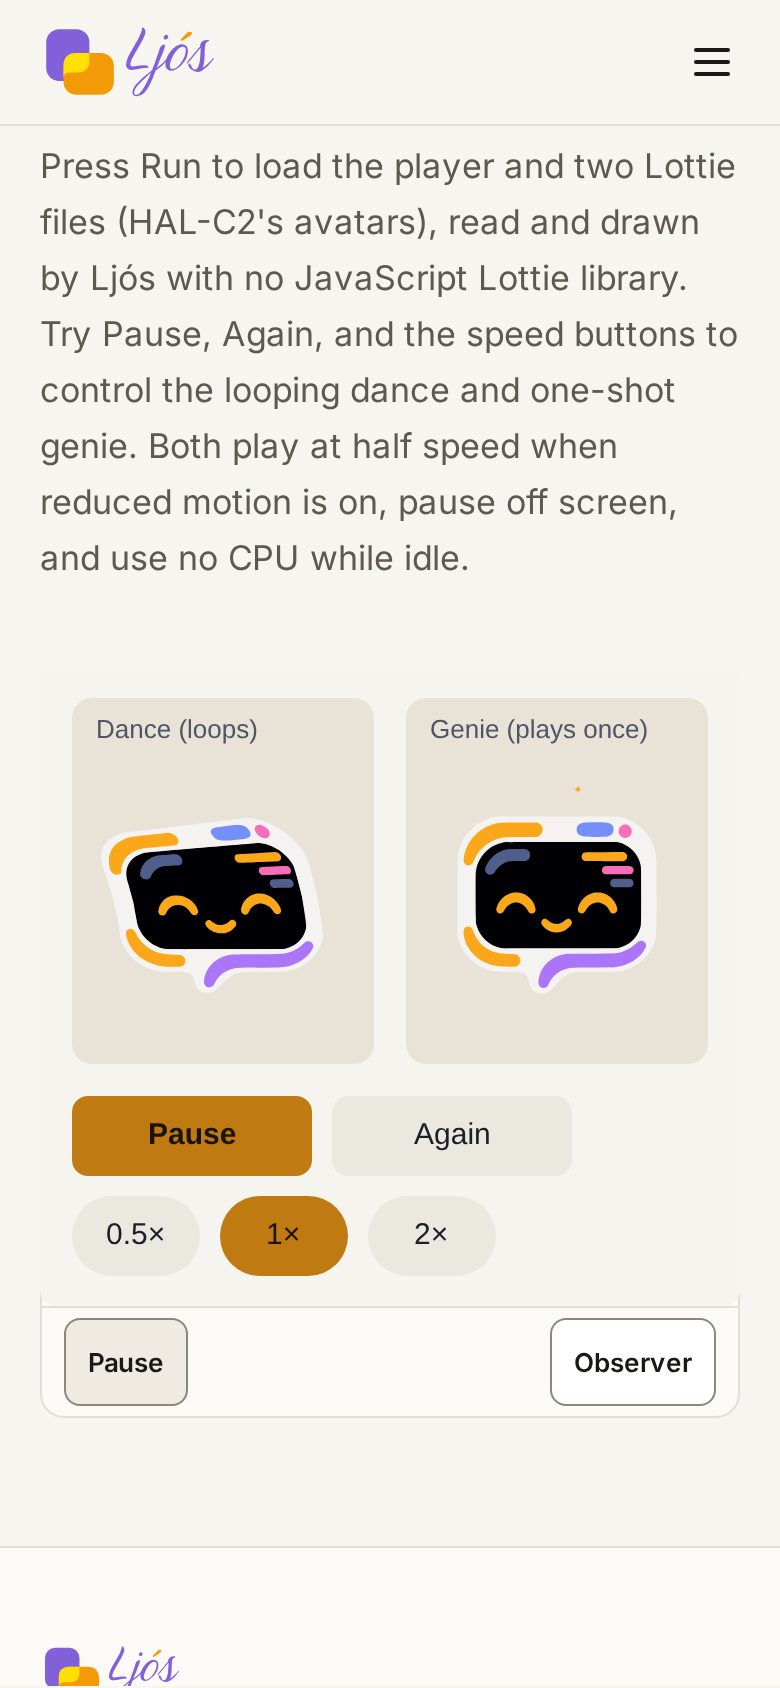 Ljós
Press Run to load the player and two Lottie
files (HAL-C2's avatars), read and drawn
by Ljós with no JavaScript Lottie library.
Try Pause, Again, and the speed buttons to
control the looping dance and one-shot
genie. Both play at half speed when
reduced motion is on, pause off screen,
and use no CPU while idle.
Dance (loops)
Genie (plays once)
Pause
Again
0.5×
1×
2×
Pause
Observer
Ljós